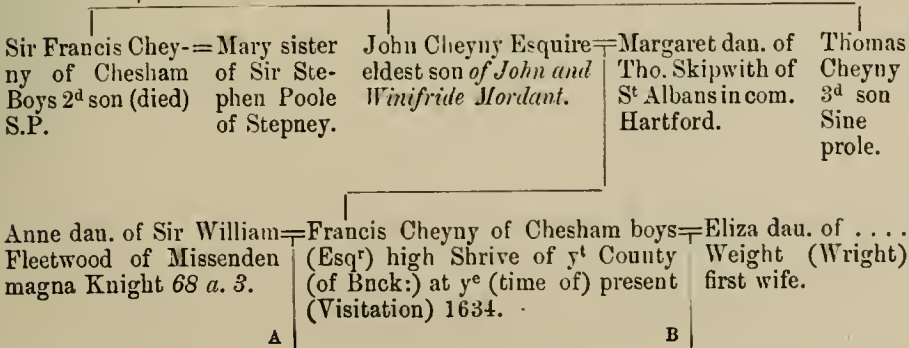 Sir Francis Chey-
ny of Chesham
Boys 2d son (died)
S.P.
= Mary sister
of Sir Ste-
phen Poole
of Stepney.
John Cheyny Esquire
eldest son of John and
Winifride Mordant.
= Margaret dan. of
Tho. Skipwith of
St Albans in com.
Hartford.
Thomas
Cheyny
3d son
Sine
prole.
Anne dau. of Sir William
Fleetwood of Missenden
magna Knight 68 a. 3.
= Francis Cheyny of Chesham boys
(Esqr) high Shrive of yt County
(of Bnck:) at ye (time of) present
(Visitation) 1634.
= Eliza dau. of ....
Weight (Wright)
first wife.
A
B